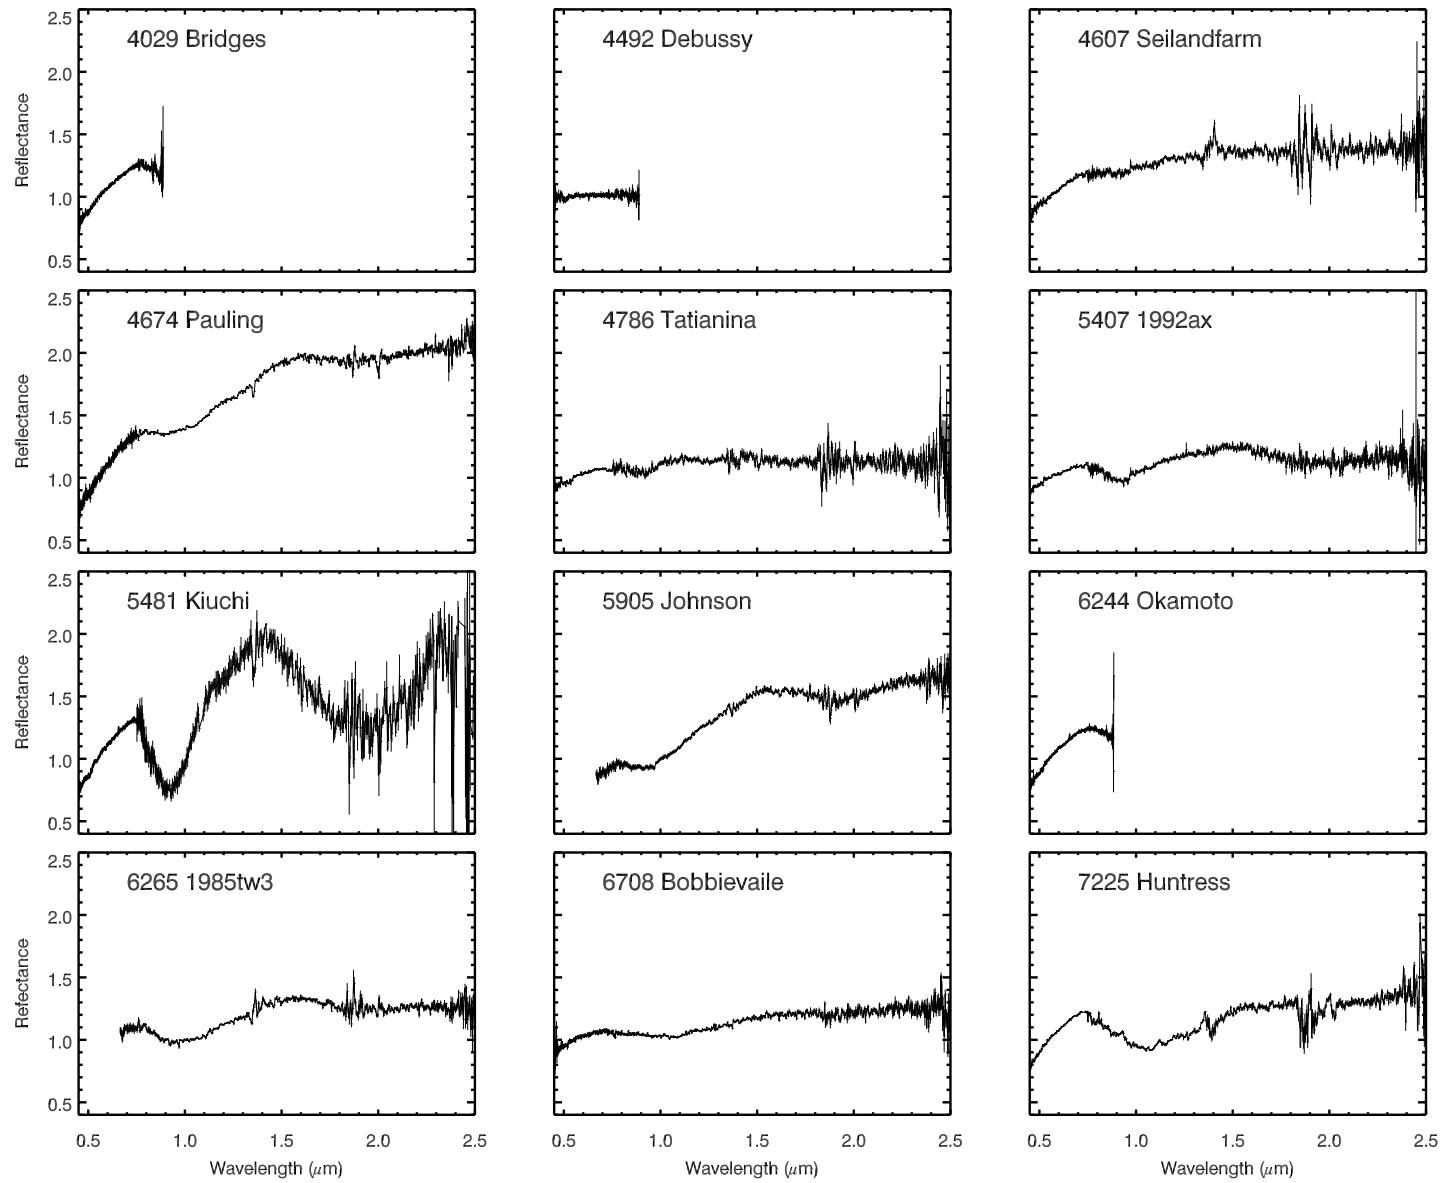 4029 Bridges
4492 Debussy
4607 Seilandfarm
2.5
2.0
1.5
1.0
0.5
Reflectance
4674 Pauling
4786 Tatianina
5407 1992ax
2.5
2.0
1.5
1.0
0.5
Reflectance
5481 Kiuchi
5905 Johnson
6244 Okamoto
2.5
2.0
1.5
1.0
0.5
Reflectance
6265 1985tw3
6708 Bobbievaile
7225 Huntress
2.5
2.0
1.5
1.0
0.5
Refectance
0.5 1.0 1.5 2.0 2.5
0.5 1.0 1.5 2.0 2.5
0.5 1.0 1.5 2.0 2.5
Wavelength (μm)
Wavelength (μm)
Wavelength (μm)